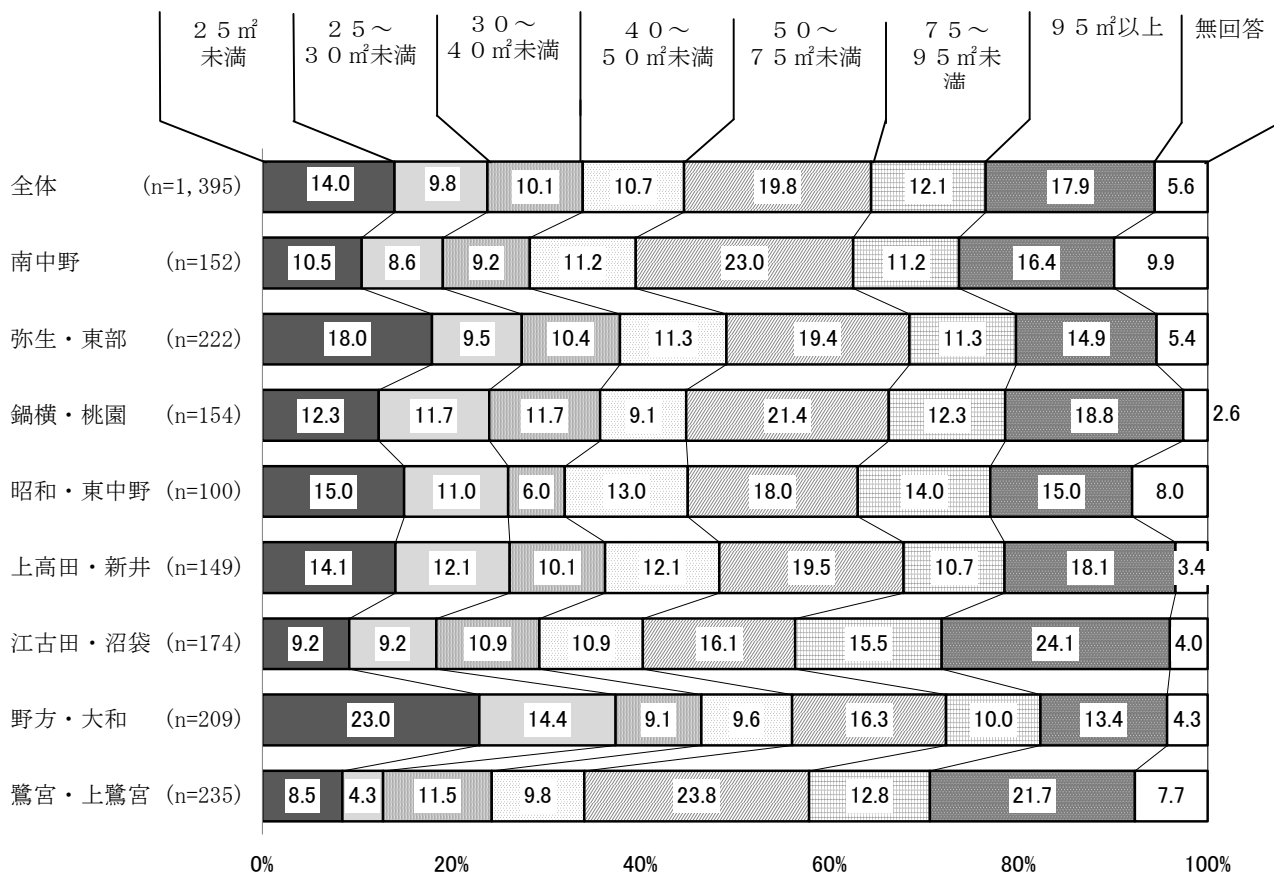 ２５㎡
未満
２５～
３０㎡未満
３０～
４０㎡未満
４０～
５０㎡未満
５０～
７５㎡未満
７５～
９５㎡未
満
９５㎡以上
無回答
全体 (n=1,395) 14.0 9.8 10.1 10.7 19.8 12.1 17.9 5.6
南中野 (n=152) 10.5 8.6 9.2 11.2 23.0 11.2 16.4 9.9
弥生・東部 (n=222) 18.0 9.5 10.4 11.3 19.4 11.3 14.9 5.4
鍋横・桃園 (n=154) 12.3 11.7 11.7 9.1 21.4 12.3 18.8 2.6
昭和・東中野 (n=100) 15.0 11.0 6.0 13.0 18.0 14.0 15.0 8.0
上高田・新井 (n=149) 14.1 12.1 10.1 12.1 19.5 10.7 18.1 3.4
江古田・沼袋 (n=174) 9.2 9.2 10.9 10.9 16.1 15.5 24.1 4.0
野方・大和 (n=209) 23.0 14.4 9.1 9.6 16.3 10.0 13.4 4.3
鷺宮・上鷺宮 (n=235) 8.5 4.3 11.5 9.8 23.8 12.8 21.7 7.7
0% 20% 40% 60% 80% 100%